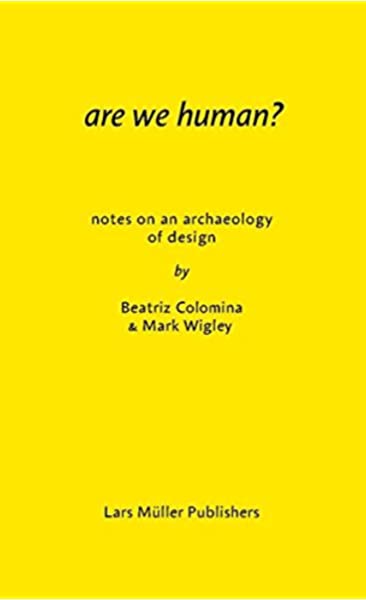 are we human?
notes on an archaeology
of design
by
Beatriz Colomina
& Mark Wigley
Lars Müller Publishers